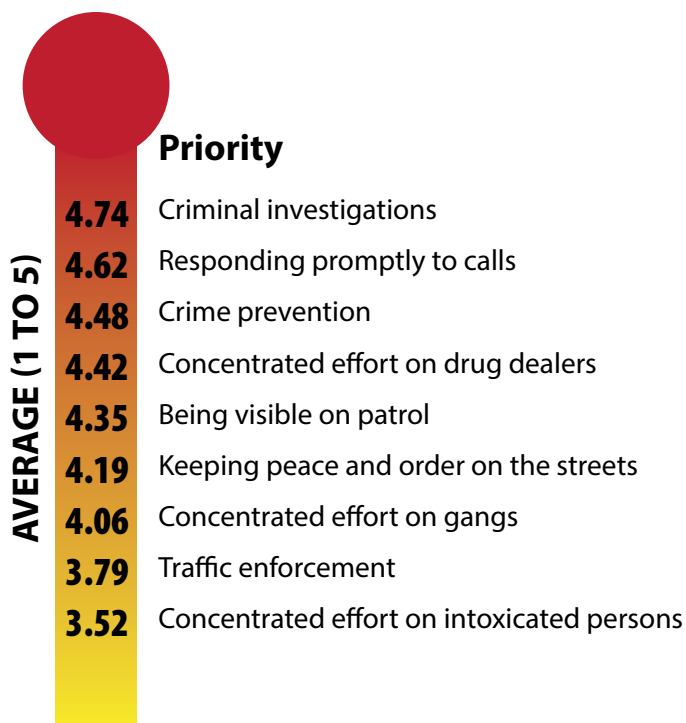 Priority
4.74 Criminal investigations
4.62 Responding promptly to calls
4.48 Crime prevention
4.42 Concentrated effort on drug dealers
4.35 Being visible on patrol
4.19 Keeping peace and order on the streets
4.06 Concentrated effort on gangs
3.79 Traffic enforcement
3.52 Concentrated effort on intoxicated persons
AVERAGE (1 TO 5)